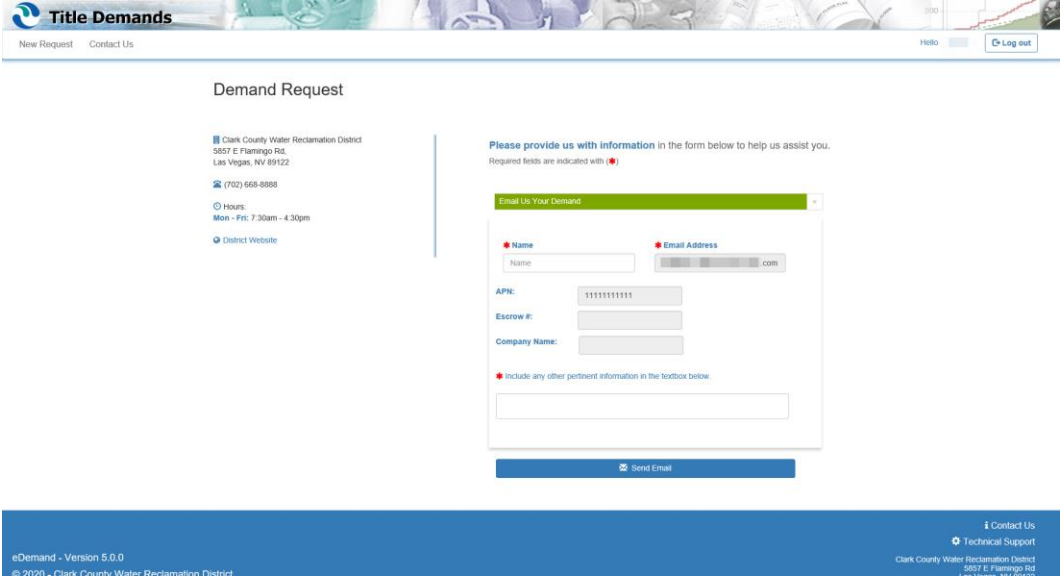 Title Demands
500
New Request Contact Us
Hello
Log out
Demand Request
Clark County Water Reclamation District
5857 E Flamingo Rd,
Las Vegas, NV 89122
(702) 668-8888
Hours:
Mon - Fri: 7:30am - 4:30pm
District Website
Please provide us with information in the form below to help us assist you.
Required fields are indicated with (✱)
Email Us Your Demand
✱ Name
Name
✱ Email Address
.com
APN:
11111111111
Escrow #:
Company Name:
✱ Include any other pertinent information in the textbox below.
Send Email
Contact Us
Technical Support
eDemand - Version 5.0.0
© 2020 - Clark County Water Reclamation District
Clark County Water Reclamation District
5857 E Flamingo Rd
Las Vegas, NV 89122